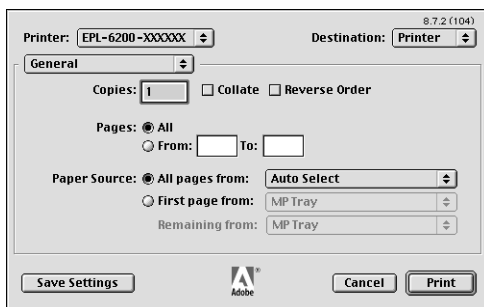 8.7.2 (104)
Printer: EPL-6200-XXXXXX Destination: Printer
General
Copies: 1 Collate Reverse Order
Pages: All
From: To:
Paper Source: All pages from: Auto Select
First page from: MP Tray
Remaining from: MP Tray
Save Settings Adobe® Cancel Print